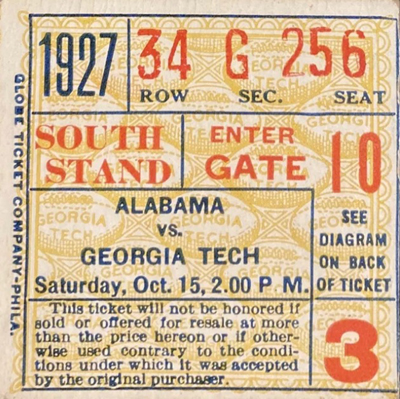 1927
34 G 256
ROW SEC. SEAT
SOUTH STAND
ENTER GATE 10
ALABAMA
VS.
GEORGIA TECH
Saturday, Oct. 15, 2.00 P. M.
SEE
DIAGRAM
ON BACK
OF TICKET
This ticket will not be honored if
sold or offered for resale at more
than the price hereon or if other-
wise used contrary to the condi-
tions under which it was accepted
by the original purchaser.
3
GLOBE TICKET COMPANY-PHILA.
GEORGIA TECH